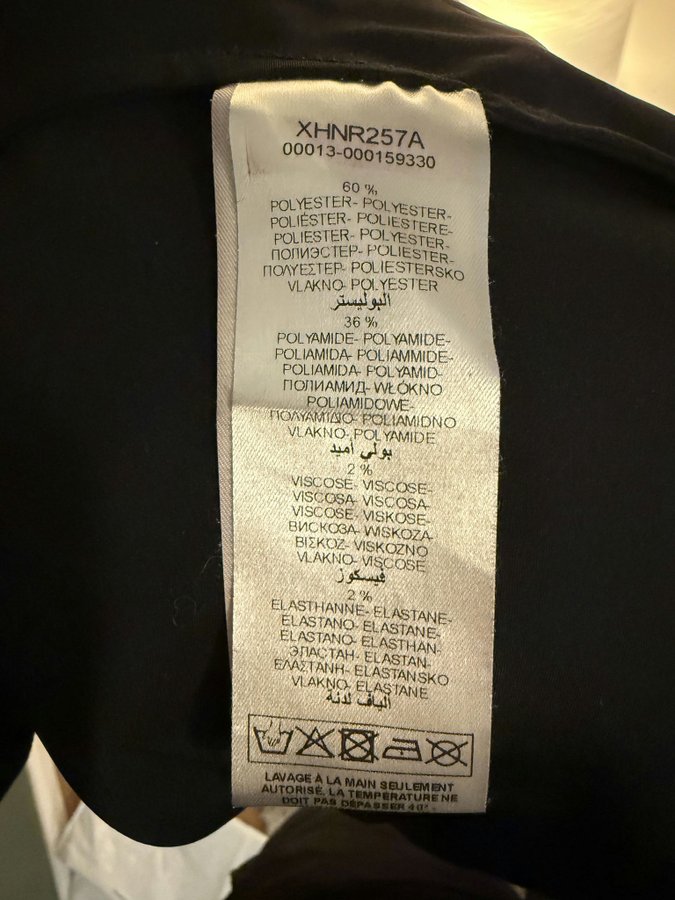 XHNR257A
00013-000159330
60 %
POLYESTER- POLYESTER-
POLIÉSTER- POLIESTERE-
POLIESTER- POLYESTER-
ПОЛИЭСТЕР- POLIESTER-
ΠΟΛΥΕΣΤΕΡ- POLIESTERSKO
VLAKNO- POLYESTER
البوليستر
36 %
POLYAMIDE- POLYAMIDE-
POLIAMIDA- POLIAMMIDE-
POLIAMIDA- POLYAMID-
ПОЛИАМИД- WŁÓKNO
POLIAMIDOWE-
ΠΟΛΥΑΜΙΔΙΟ- POLIAMIDNO
VLAKNO- POLYAMIDE
بولي أميد
2 %
VISCOSE- VISCOSE-
VISCOSA- VISCOSA-
VISCOSE- VISKOSE-
ВИСКОЗА- WISKOZA-
ΒΙΣΚΌΖ- VISKOZNO
VLAKNO- VISCOSE
فيسكوز
2 %
ELASTHANNE- ELASTANE-
ELASTANO- ELASTANE-
ELASTANO- ELASTHAN-
ЭЛАСТАН- ELASTAN-
ΕΛΑΣΤΑΝΗ- ELASTANSKO
VLAKNO- ELASTANE
ألياف لدنة
LAVAGE À LA MAIN SEULEMENT
AUTORISÉ, LA TEMPÉRATURE NE
DOIT PAS DÉPASSER 40°